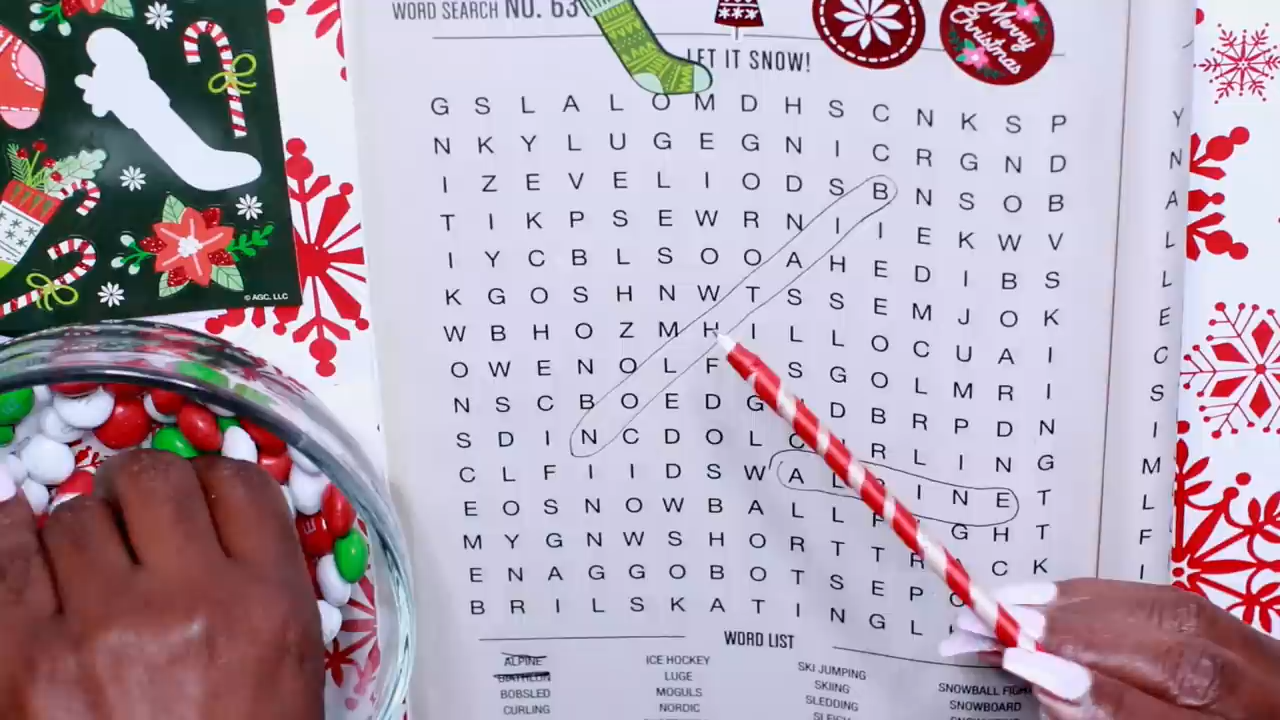 WORD SEARCH NO. 63
LET IT SNOW!
Merry
Christmas
G S L A L O M D H S C N K S P
N K Y L U G E G N I C R G N D
I Z E V E L I O D S B N S O B
T I K P S E W R N I I E K W V
I Y C B L S O O A H E D I B S
K G O S H N W T S S E M J O K
W B H O Z M H I L L O C U A I
O W E N O L F S G O L M R I
N S C B O E D G D B R P D N
S D I N C D O L C R L I N G
C L F I I D S W A L I N E T
E O S N O W B A L L G H T
M Y G N W S H O R T T R C K
E N A G G O B O T S E P O
B R I L S K A T I N G L
© AGC, LLC
WORD LIST
ALPINE
BIATHLON
BOBSLED
CURLING
ICE HOCKEY
LUGE
MOGULS
NORDIC
SKI JUMPING
SKIING
SLEDDING
SLEIGH
SNOWBALL FIGHT
SNOWBOARD
Y
N
A
L
L
E
C
S
I
M
L
F
I